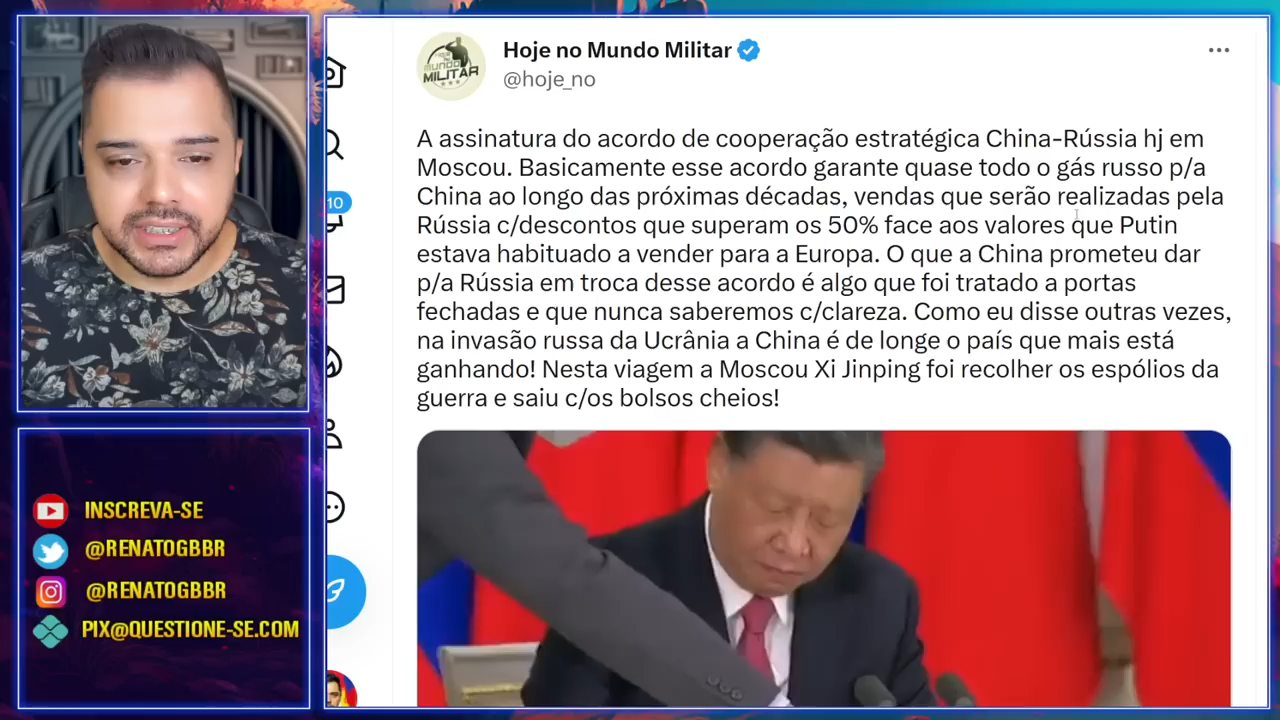 Hoje no Mundo Militar
@hoje_no
A assinatura do acordo de cooperação estratégica China-Rússia hj em
Moscou. Basicamente esse acordo garante quase todo o gás russo p/a
China ao longo das próximas décadas, vendas que serão realizadas pela
Rússia c/descontos que superam os 50% face aos valores que Putin
estava habituado a vender para a Europa. O que a China prometeu dar
p/a Rússia em troca desse acordo é algo que foi tratado a portas
fechadas e que nunca saberemos c/clareza. Como eu disse outras vezes,
na invasão russa da Ucrânia a China é de longe o país que mais está
ganhando! Nesta viagem a Moscou Xi Jinping foi recolher os espólios da
guerra e saiu c/os bolsos cheios!
10
MUNDO
MILITAR
INSCREVA-SE
@RENATOGBBR
@RENATOGBBR
PIX@QUESTIONE-SE.COM